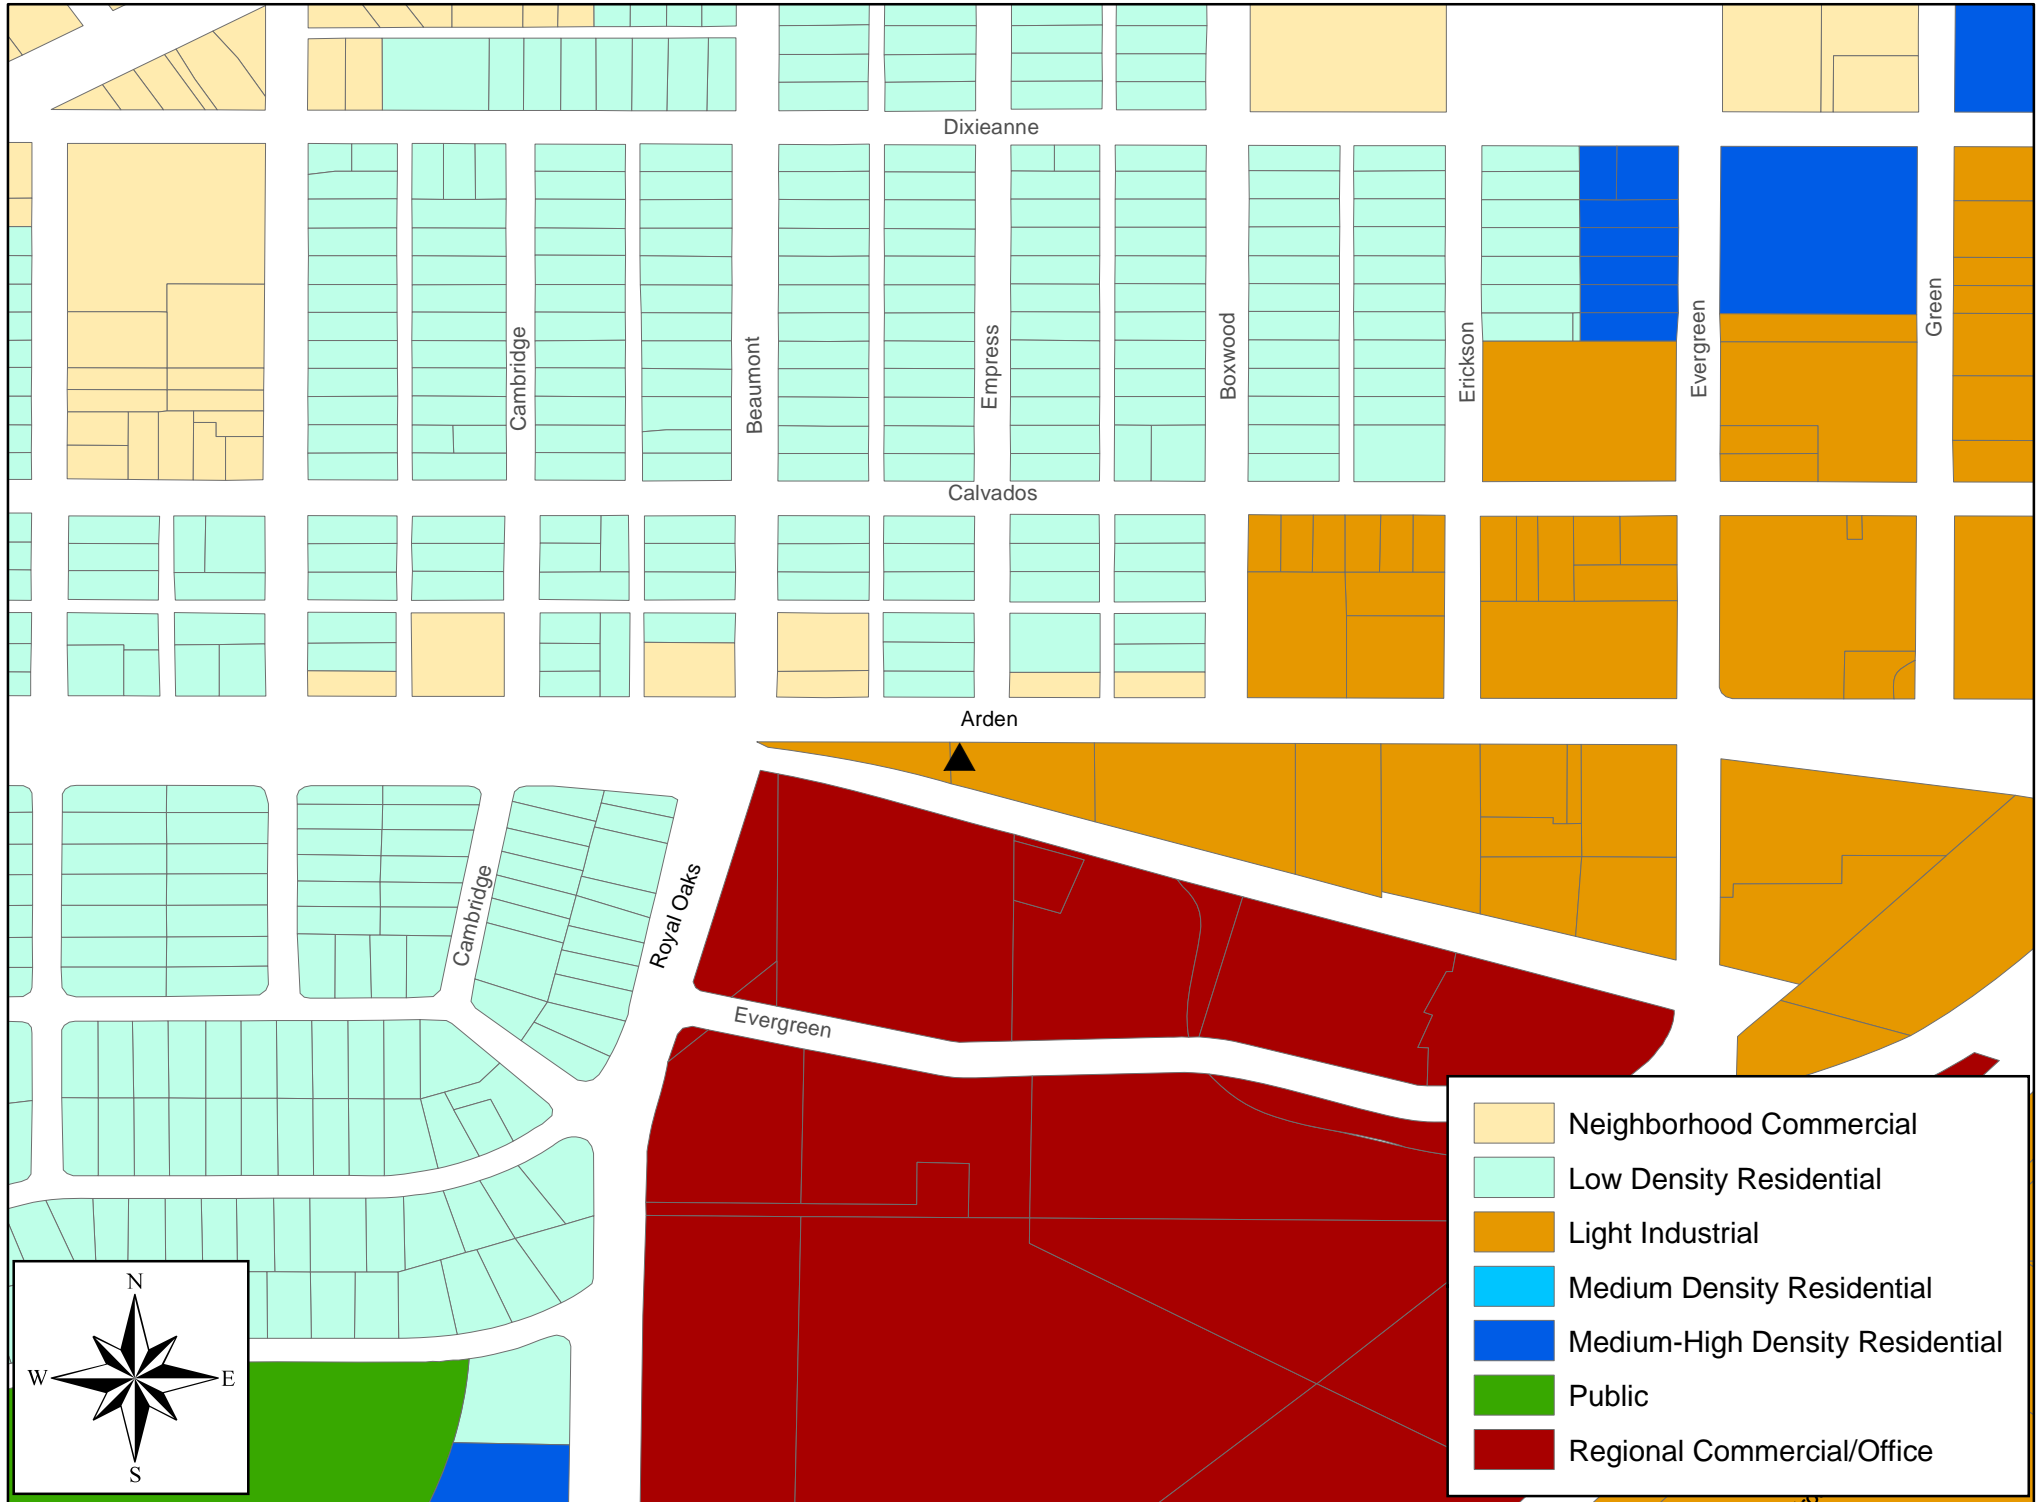 Dixieanne
Cambridge
Beaumont
Empress
Boxwood
Erickson
Evergreen
Green
Calvados
Arden
Cambridge
Royal Oaks
Evergreen
Neighborhood Commercial
Low Density Residential
Light Industrial
Medium Density Residential
Medium-High Density Residential
Public
Regional Commercial/Office
N
W E
S